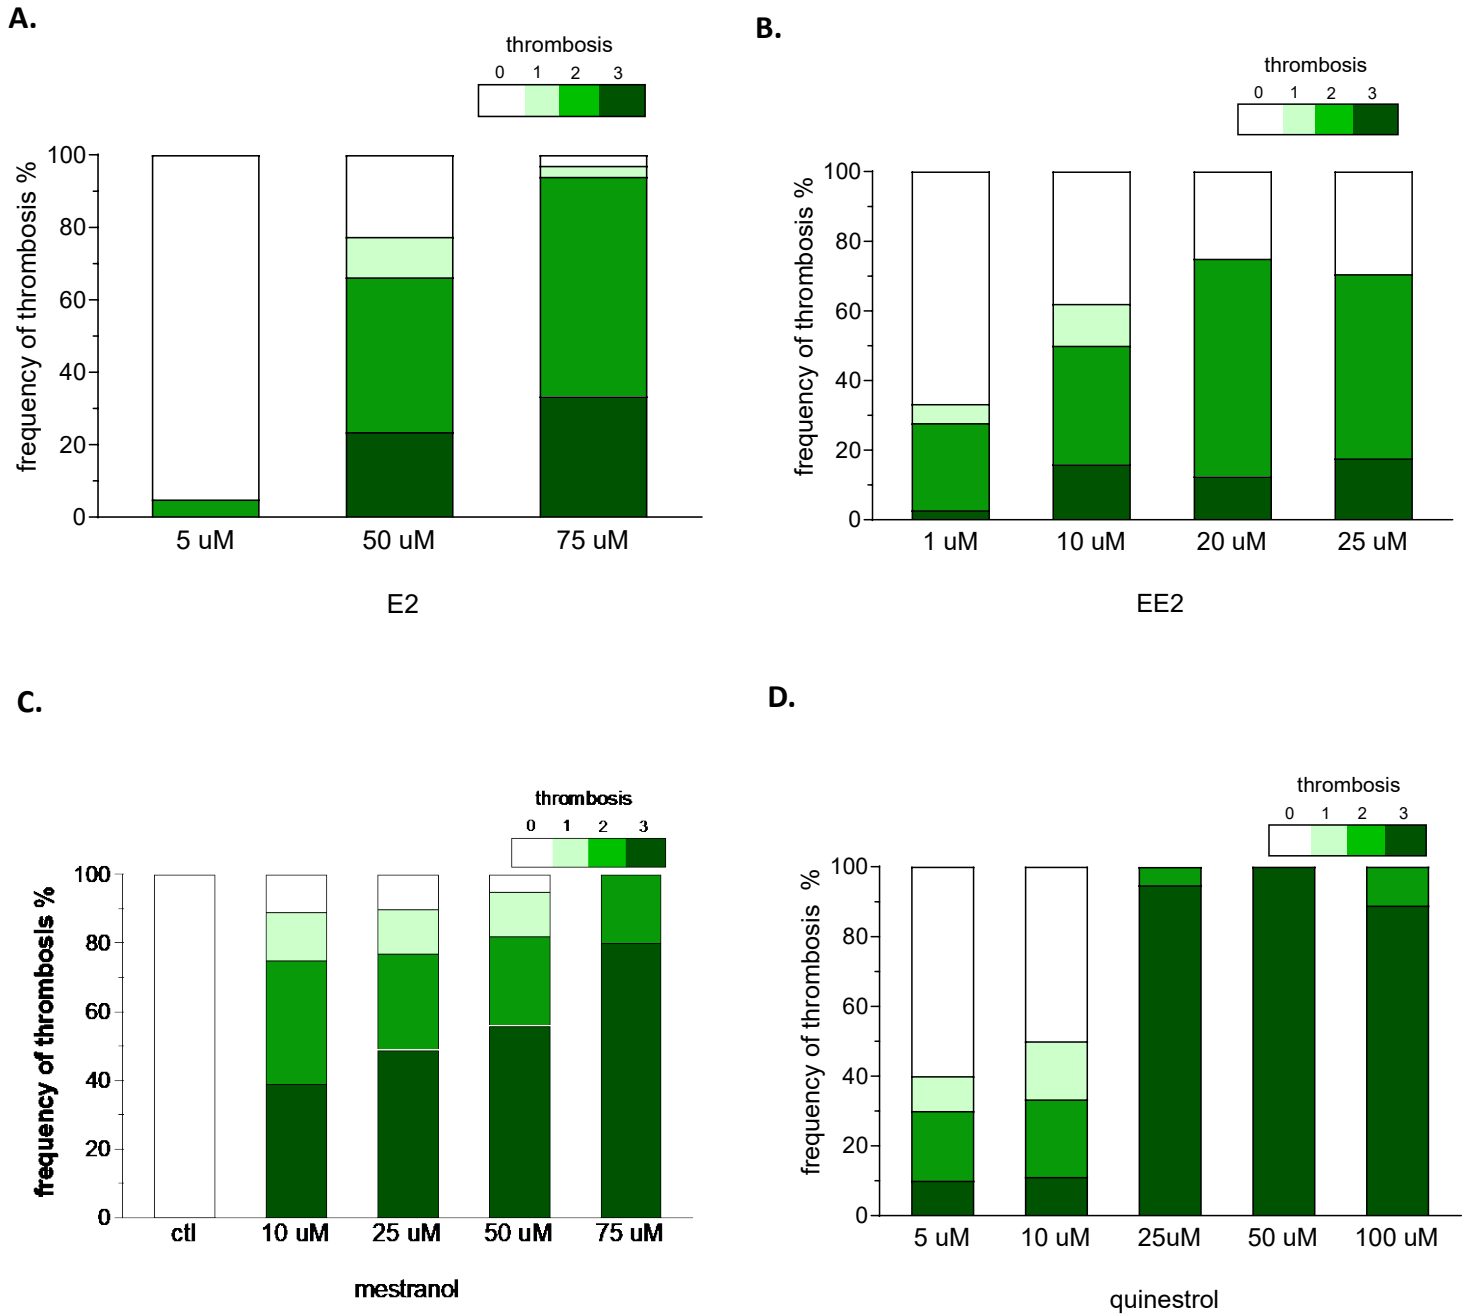 A.
thrombosis
0 1 2 3
frequency of thrombosis %
100
80
60
40
20
0
5 uM 50 uM 75 uM
E2
B.
thrombosis
0 1 2 3
frequency of thrombosis %
100
80
60
40
20
0
1 uM 10 uM 20 uM 25 uM
EE2
C.
thrombosis
0 1 2 3
frequency of thrombosis %
100
80
60
40
20
0
ctl 10 uM 25 uM 50 uM 75 uM
mestranol
D.
thrombosis
0 1 2 3
frequency of thrombosis %
100
80
60
40
20
0
5 uM 10 uM 25uM 50 uM 100 uM
quinestrol